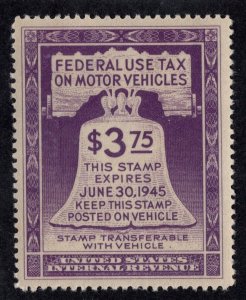 FEDERAL USE TAX
ON MOTOR VEHICLES
$3.75
THIS STAMP
EXPIRES
JUNE 30, 1945
KEEP THIS STAMP
POSTED ON VEHICLE
STAMP TRANSFERABLE
WITH VEHICLE
UNITED STATES
INTERNAL REVENUE